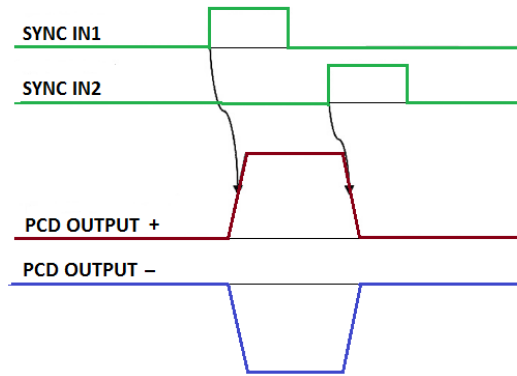 SYNC IN1
SYNC IN2
PCD OUTPUT +
PCD OUTPUT –